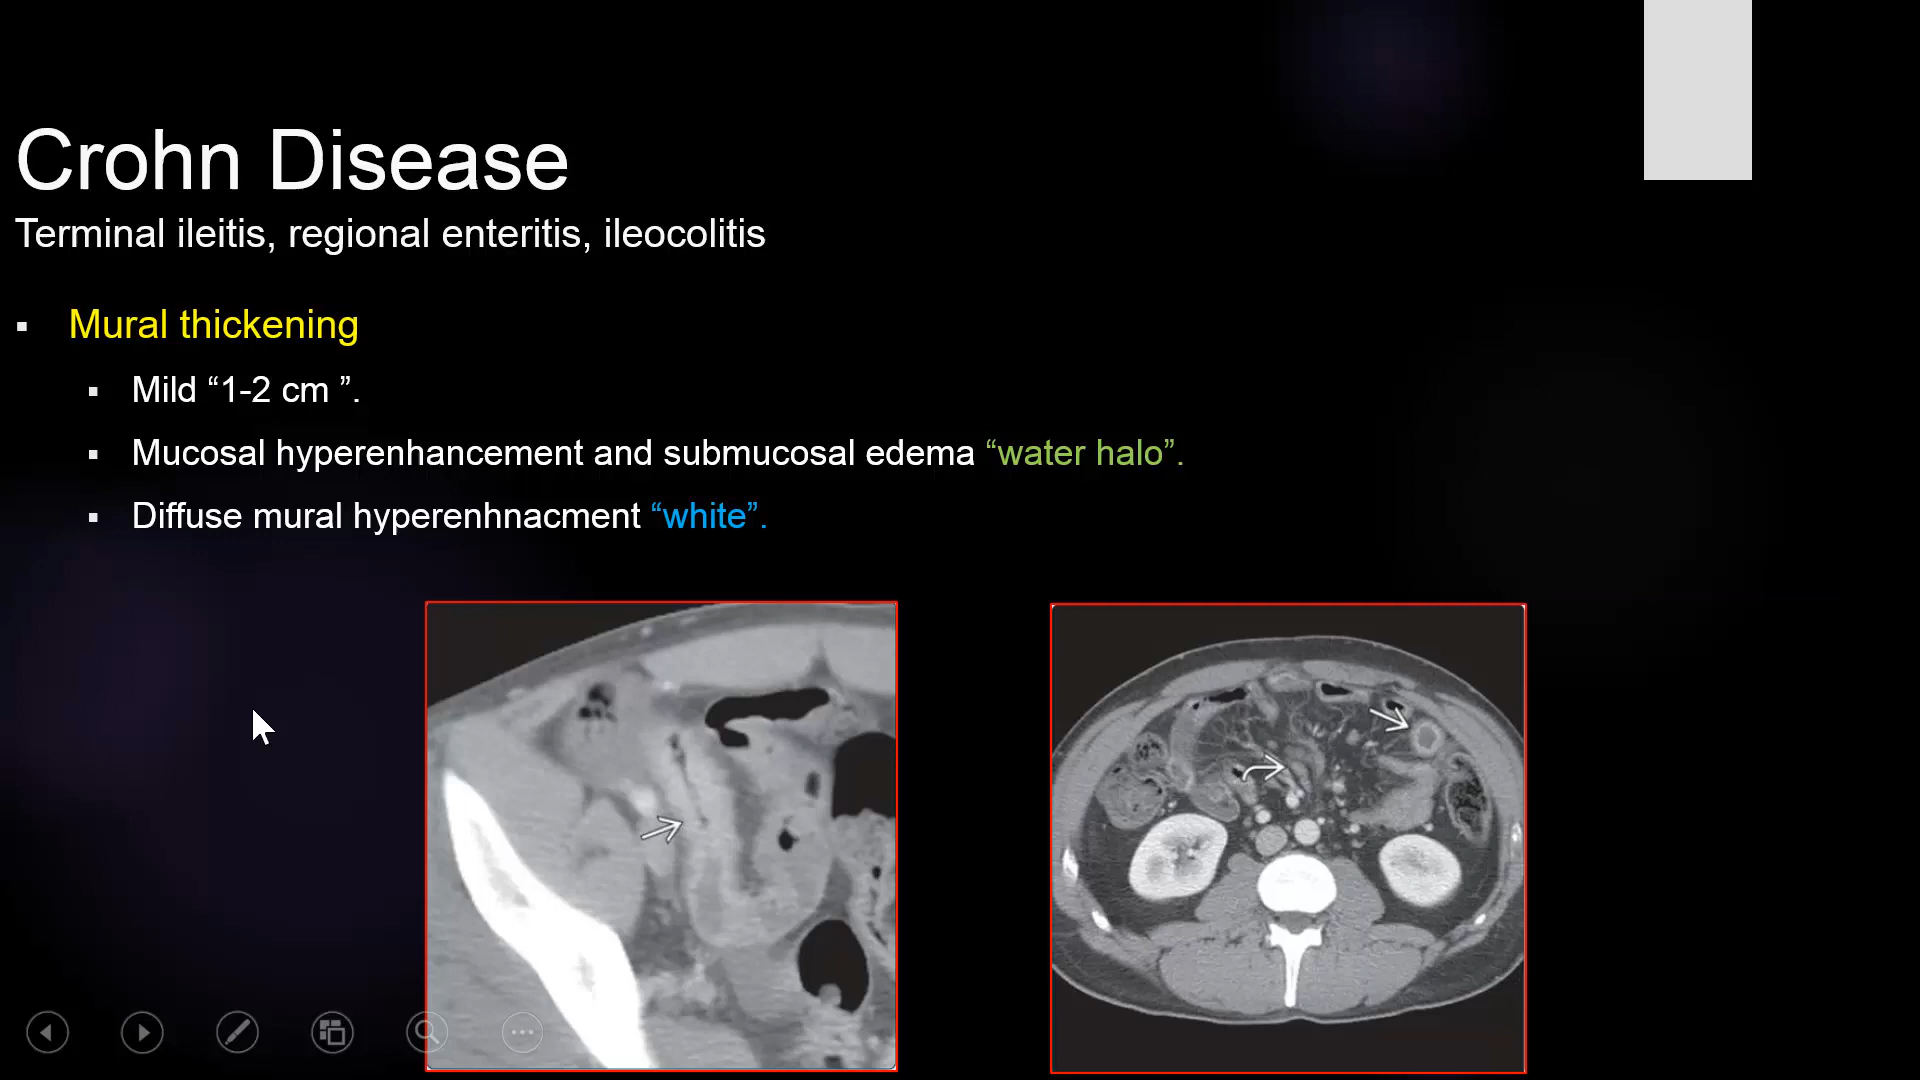 Crohn Disease
Terminal ileitis, regional enteritis, ileocolitis
▪ Mural thickening
▪ Mild “1-2 cm ”.
▪ Mucosal hyperenhancement and submucosal edema “water halo”.
▪ Diffuse mural hyperenhnacment “white”.